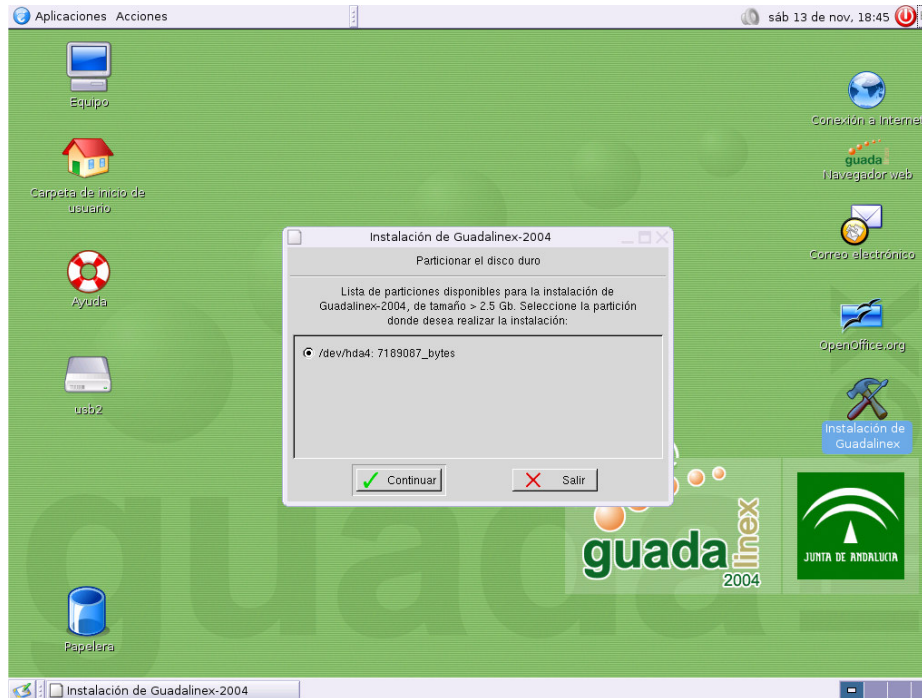 Aplicaciones Acciones
sáb 13 de nov, 18:45
Equipo
Carpeta de inicio de
usuario
Ayuda
usb2
Papelera
Conexión a Interne
guada
Navegador web
Correo electrónico
OpenOffice.org
Instalación de
Guadalinex
Instalación de Guadalinex-2004
Particionar el disco duro
Lista de particiones disponibles para la instalación de
Guadalinex-2004, de tamaño > 2.5 Gb. Seleccione la partición
donde desea realizar la instalación:
/dev/hda4: 7189087_bytes
Continuar
Salir
guada
linex
2004
JUNTA DE ANDALUCIA
guada
Instalación de Guadalinex-2004